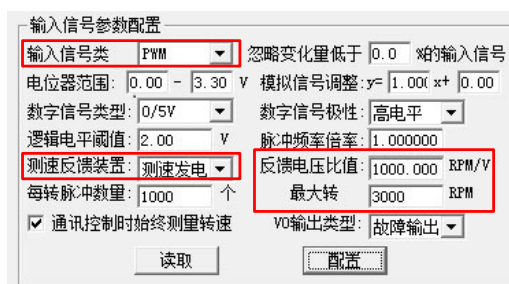 输入信号参数配置
输入信号类 PWM 忽略变化量低于 0.0 %的输入信号
电位器范围: 0.00 - 3.30 V 模拟信号调整:y= 1.00( x+ 0.00
数字信号类型: 0/5V 数字信号极性: 高电平
逻辑电平阈值: 2.00 V 脉冲频率倍率: 1.000000
测速反馈装置: 测速发电 反馈电压比值: 1000.000 RPM/V
每转脉冲数量: 1000 个 最大转 3000 RPM
通讯控制时始终测量转速 VO输出类型: 故障输出
读取 配置